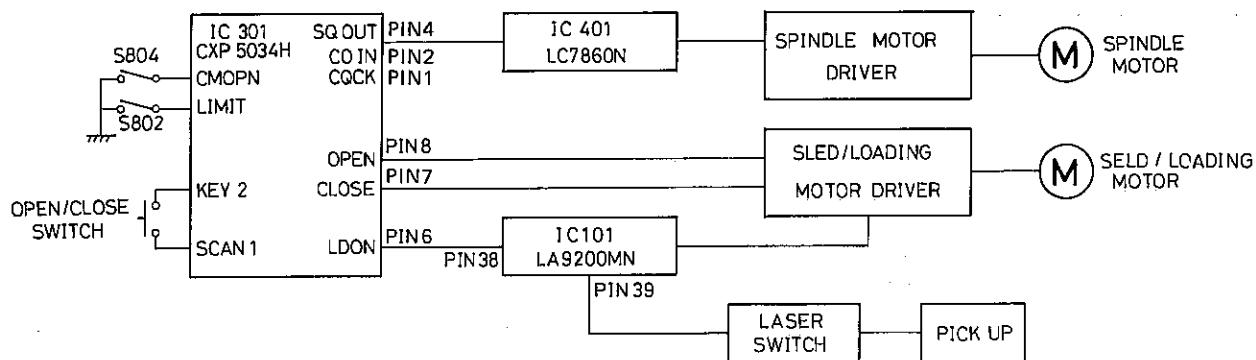 IC 301
CXP 5034H
SQ OUT
CO IN
CQCK
PIN4
PIN2
PIN1
IC 401
LC7860N
SPINDLE MOTOR
DRIVER
M
SPINDLE
MOTOR
S804
CMOPN
LIMIT
S802
OPEN
CLOSE
PIN8
PIN7
SLED/LOADING
MOTOR DRIVER
M
SELD / LOADING
MOTOR
KEY 2
OPEN/CLOSE
SWITCH
SCAN 1
LDON
PIN6
PIN38
IC101
LA9200MN
PIN39
LASER
SWITCH
PICK UP